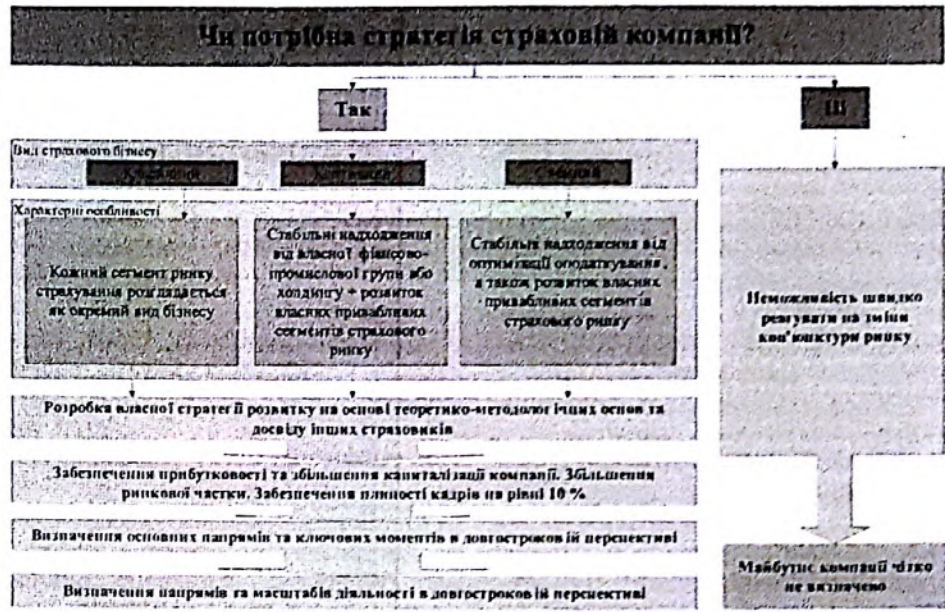 Чи потрібна стратегія страховій компанії?
Так
Ні
Вид страхового бізнесу
Класичний
Кептивний
Характерні особливості
Кожний сегмент ринку
страхування розглядається
як окремий вид бізнесу
Стабільні надходження
від власної фінансово-
промислової групи або
холдингу + розвиток
власних привабливих
сегментів страхового
ринку
Стабільні надходження від
оптимізації оподаткування,
а також розвиток власних
привабливих сегментів
страхового ринку
Неможливість швидко
реагувати на зміни
кон'юнктури ринку
Розробка власної стратегії розвитку на основі теоретико-методологічних основ та
досвіду інших страховиків
Забезпечення прибутковості та збільшення капіталізації компанії. Збільшення
ринкової частки. Забезпечення плинності кадрів на рівні 10 %
Визначення основних напрямів та ключових моментів в довгостроковій перспективі
Визначення напрямів та масштабів діяльності в довгостроковій перспективі
Майбутнє компанії чітко
не визначено